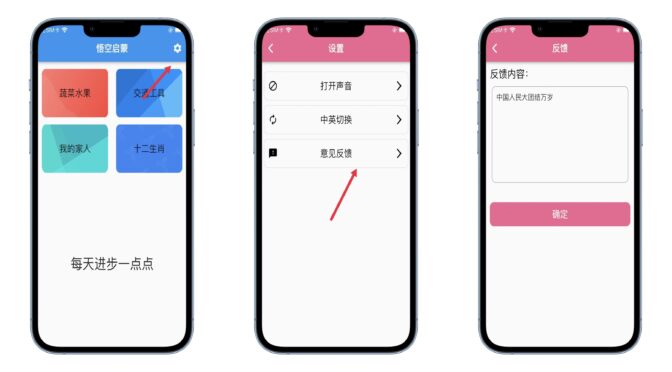 悟空启蒙
蔬菜水果
交通工具
我的家人
十二生肖
每天进步一点点
设置
打开声音
中英切换
意见反馈
反馈
反馈内容：
中国人民大团结万岁
确定